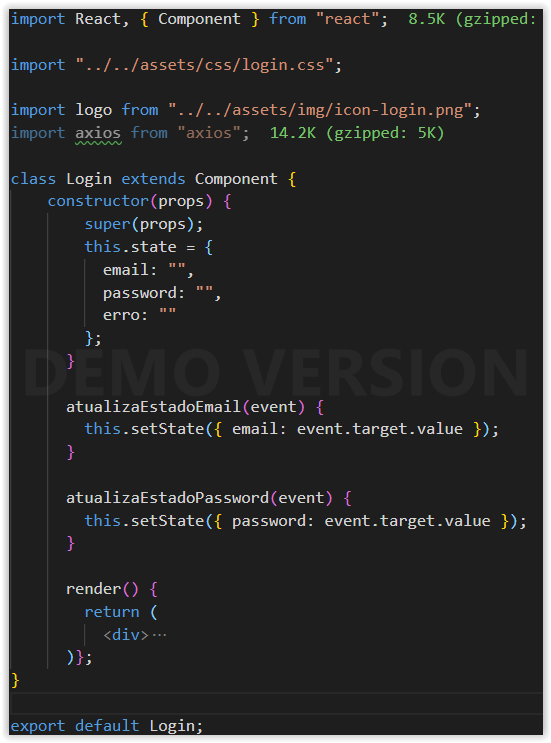 import React, { Component } from "react";  8.5K (gzipped:
import "../../assets/css/login.css";
import logo from "../../assets/img/icon-login.png";
import axios from "axios";  14.2K (gzipped: 5K)
class Login extends Component {
    constructor(props) {
        super(props);
        this.state = {
          email: "",
          password: "",
          erro: ""
        };
      }
DEMO VERSION
      atualizaEstadoEmail(event) {
        this.setState({ email: event.target.value });
      }
      atualizaEstadoPassword(event) {
        this.setState({ password: event.target.value });
      }
      render() {
        return (
          <div>…
      )};
}
export default Login;